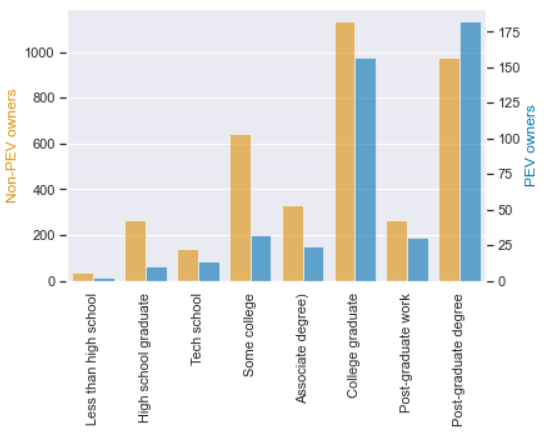 Non-PEV owners
1000
800
600
400
200
0
175
150
125
100
75
50
25
0
PEV owners
Less than high school
High school graduate
Tech school
Some college
Associate degree)
College graduate
Post-graduate work
Post-graduate degree